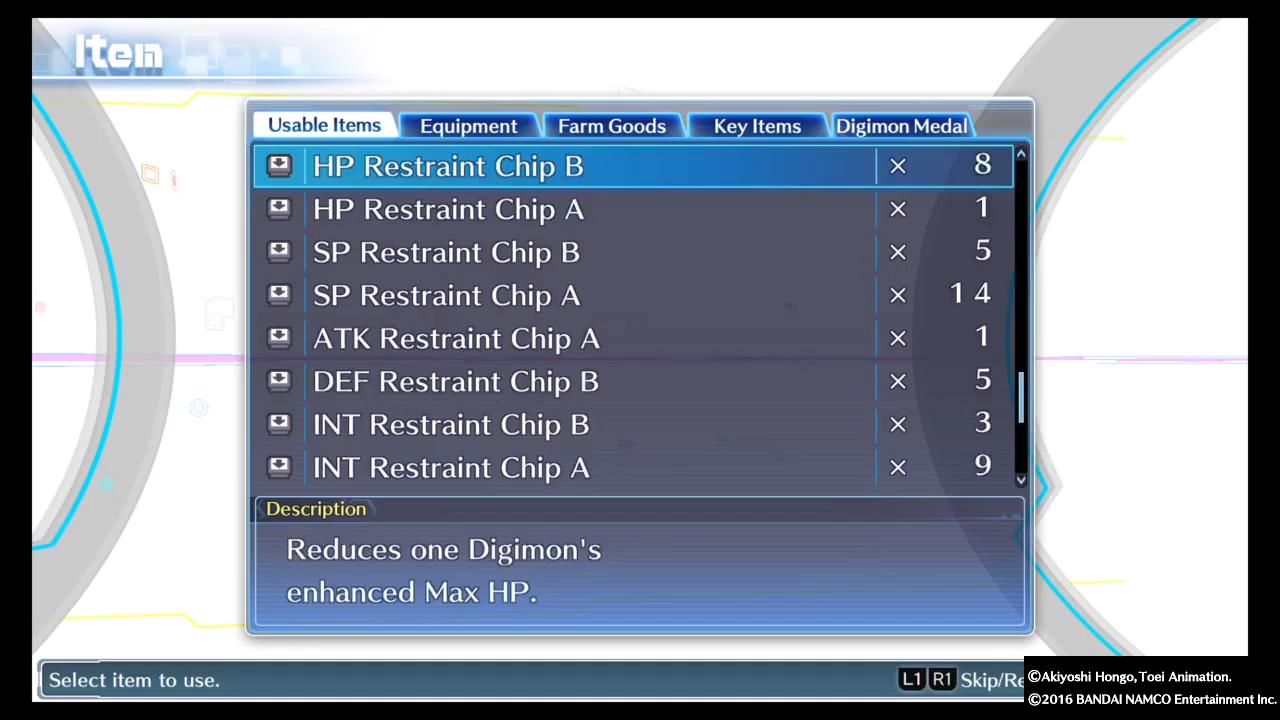 Item
Usable Items Equipment Farm Goods Key Items Digimon Medal
HP Restraint Chip B × 8
HP Restraint Chip A × 1
SP Restraint Chip B × 5
SP Restraint Chip A × 14
ATK Restraint Chip A × 1
DEF Restraint Chip B × 5
INT Restraint Chip B × 3
INT Restraint Chip A × 9
Description
Reduces one Digimon's
enhanced Max HP.
Select item to use. L1 R1 Skip/Re
©Akiyoshi Hongo, Toei Animation.
©2016 BANDAI NAMCO Entertainment Inc.